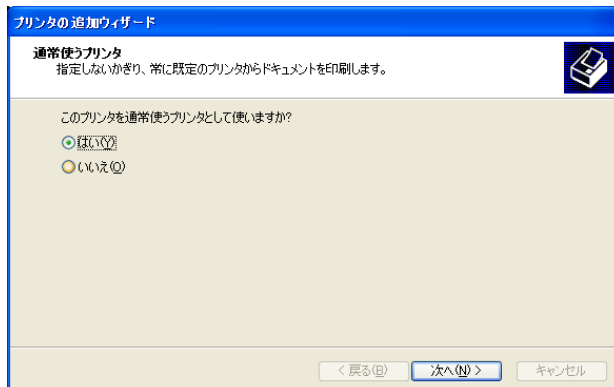 プリンタの追加ウィザード
通常使うプリンタ
指定しないかぎり、常に既定のプリンタからドキュメントを印刷します。
このプリンタを通常使うプリンタとして使いますか?
はい(Y)
いいえ(O)
< 戻る(B) 次へ(N) > キャンセル